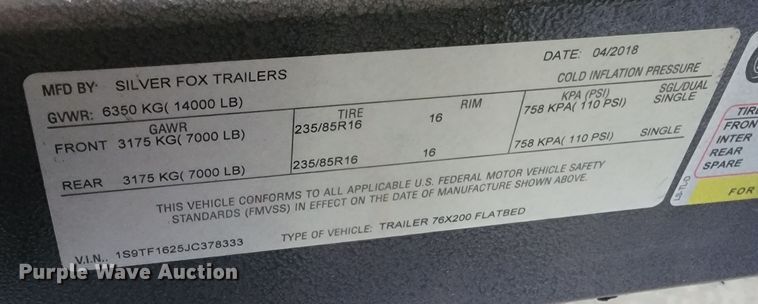 MFD BY: SILVER FOX TRAILERS DATE: 04/2018
GVWR: 6350 KG( 14000 LB) COLD INFLATION PRESSURE
GAWR TIRE RIM KPA (PSI) SGL/DUAL
FRONT 3175 KG( 7000 LB) 235/85R16 16 758 KPA( 110 PSI) SINGLE
REAR 3175 KG( 7000 LB) 235/85R16 16 758 KPA( 110 PSI) SINGLE
THIS VEHICLE CONFORMS TO ALL APPLICABLE U.S. FEDERAL MOTOR VEHICLE SAFETY
STANDARDS (FMVSS) IN EFFECT ON THE DATE OF MANUFACTURE SHOWN ABOVE.
V.I.N.. 1S9TF1625JC378333 TYPE OF VEHICLE: TRAILER 76X200 FLATBED
LB-TL-D
TIRE
FRON
INTER
REAR
SPARE
FOR
Purple Wave Auction